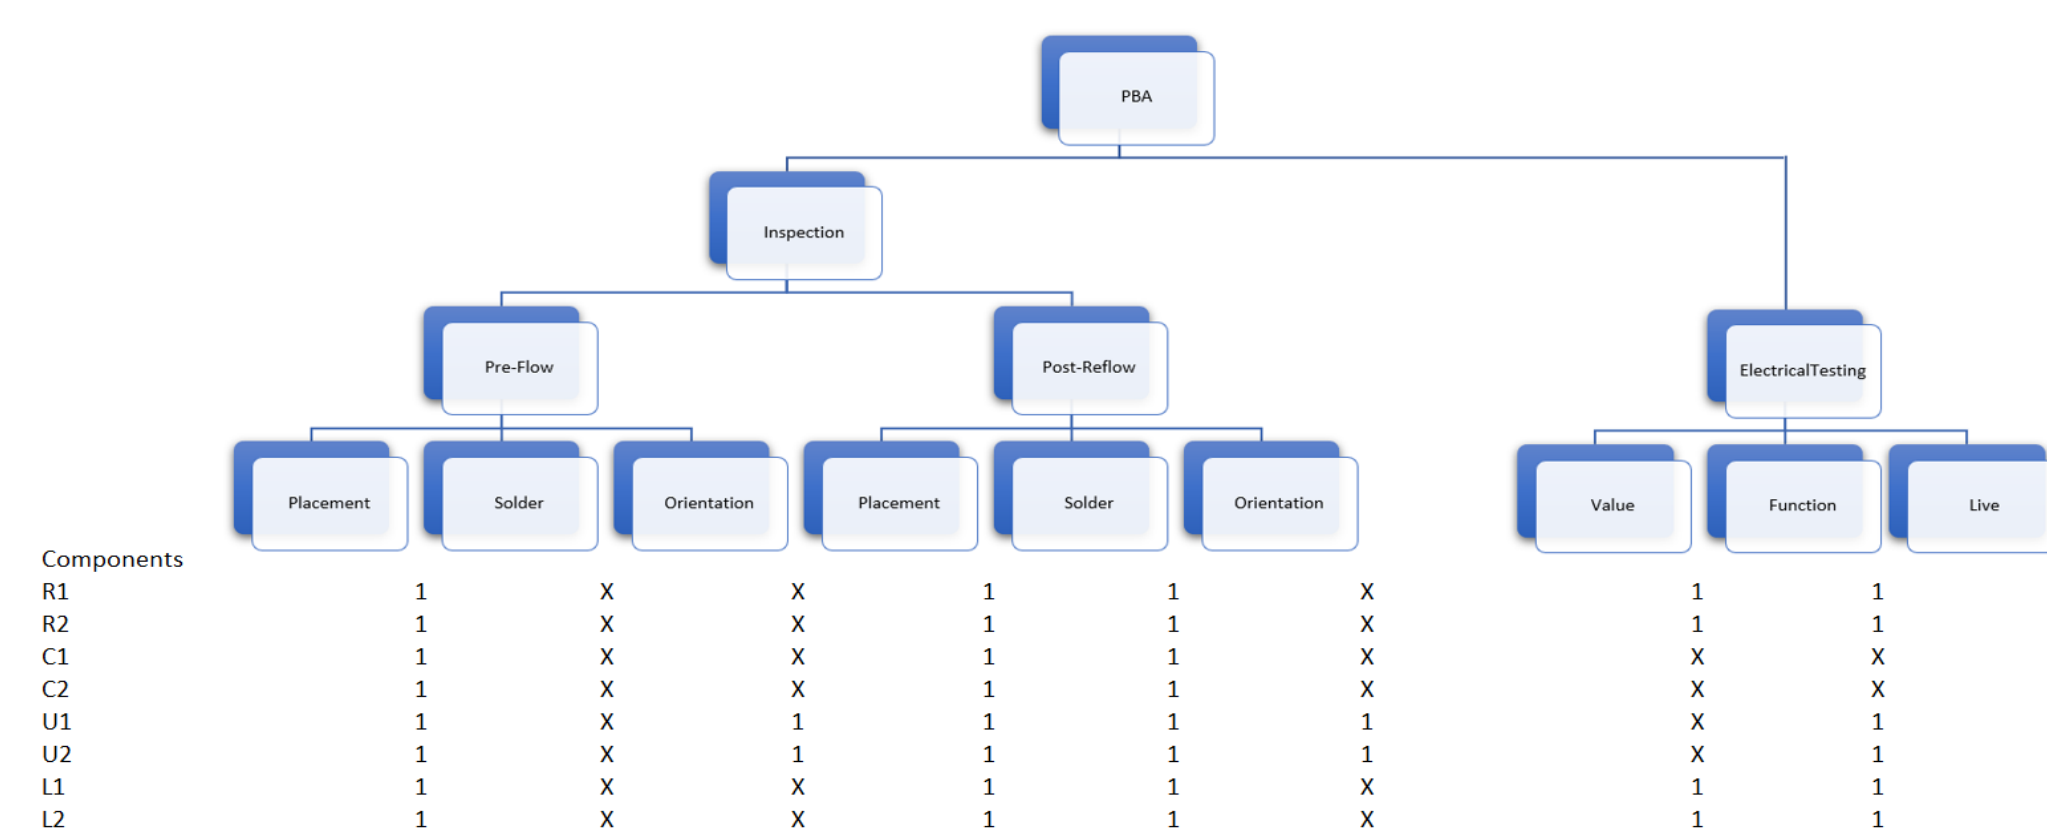 PBA
Inspection
Pre-Flow Post-Reflow ElectricalTesting
Placement Solder Orientation Placement Solder Orientation Value Function Live
Components
R1 1 X X 1 1 X 1 1
R2 1 X X 1 1 X 1 1
C1 1 X X 1 1 X X X
C2 1 X X 1 1 X X X
U1 1 X 1 1 1 1 X 1
U2 1 X 1 1 1 1 X 1
L1 1 X X 1 1 X 1 1
L2 1 X X 1 1 X 1 1